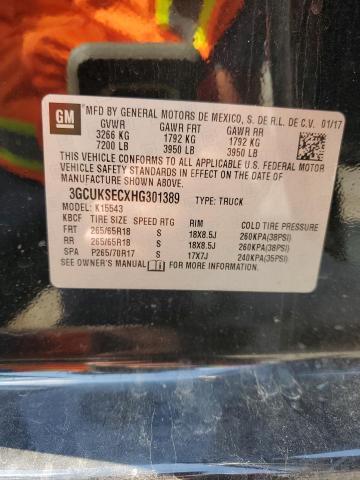 GM
MFD BY GENERAL MOTORS DE MEXICO, S. DE R.L. DE C.V. 01/17
GVWR GAWR FRT GAWR RR
3266 KG 1792 KG 1792 KG
7200 LB 3950 LB 3950 LB
THIS VEHICLE CONFORMS TO ALL APPLICABLE U.S. FEDERAL MOTOR
VEHICLE SAFETY STANDARDS IN EFFECT ON THE DATE OF
MANUFACTURE SHOWN ABOVE.
3GCUKSECXHG301389 TYPE: TRUCK
MODEL: K15543
KBCF TIRE SIZE SPEED RTG RIM COLD TIRE PRESSURE
FRT 265/65R18 S 18X8.5J 260KPA(38PSI)
RR 265/65R18 S 18X8.5J 260KPA(38PSI)
SPA P265/70R17 S 17X7J 240KPA(35PSI)
SEE OWNERS MANUAL FOR ADDITIONAL INFORMATION.